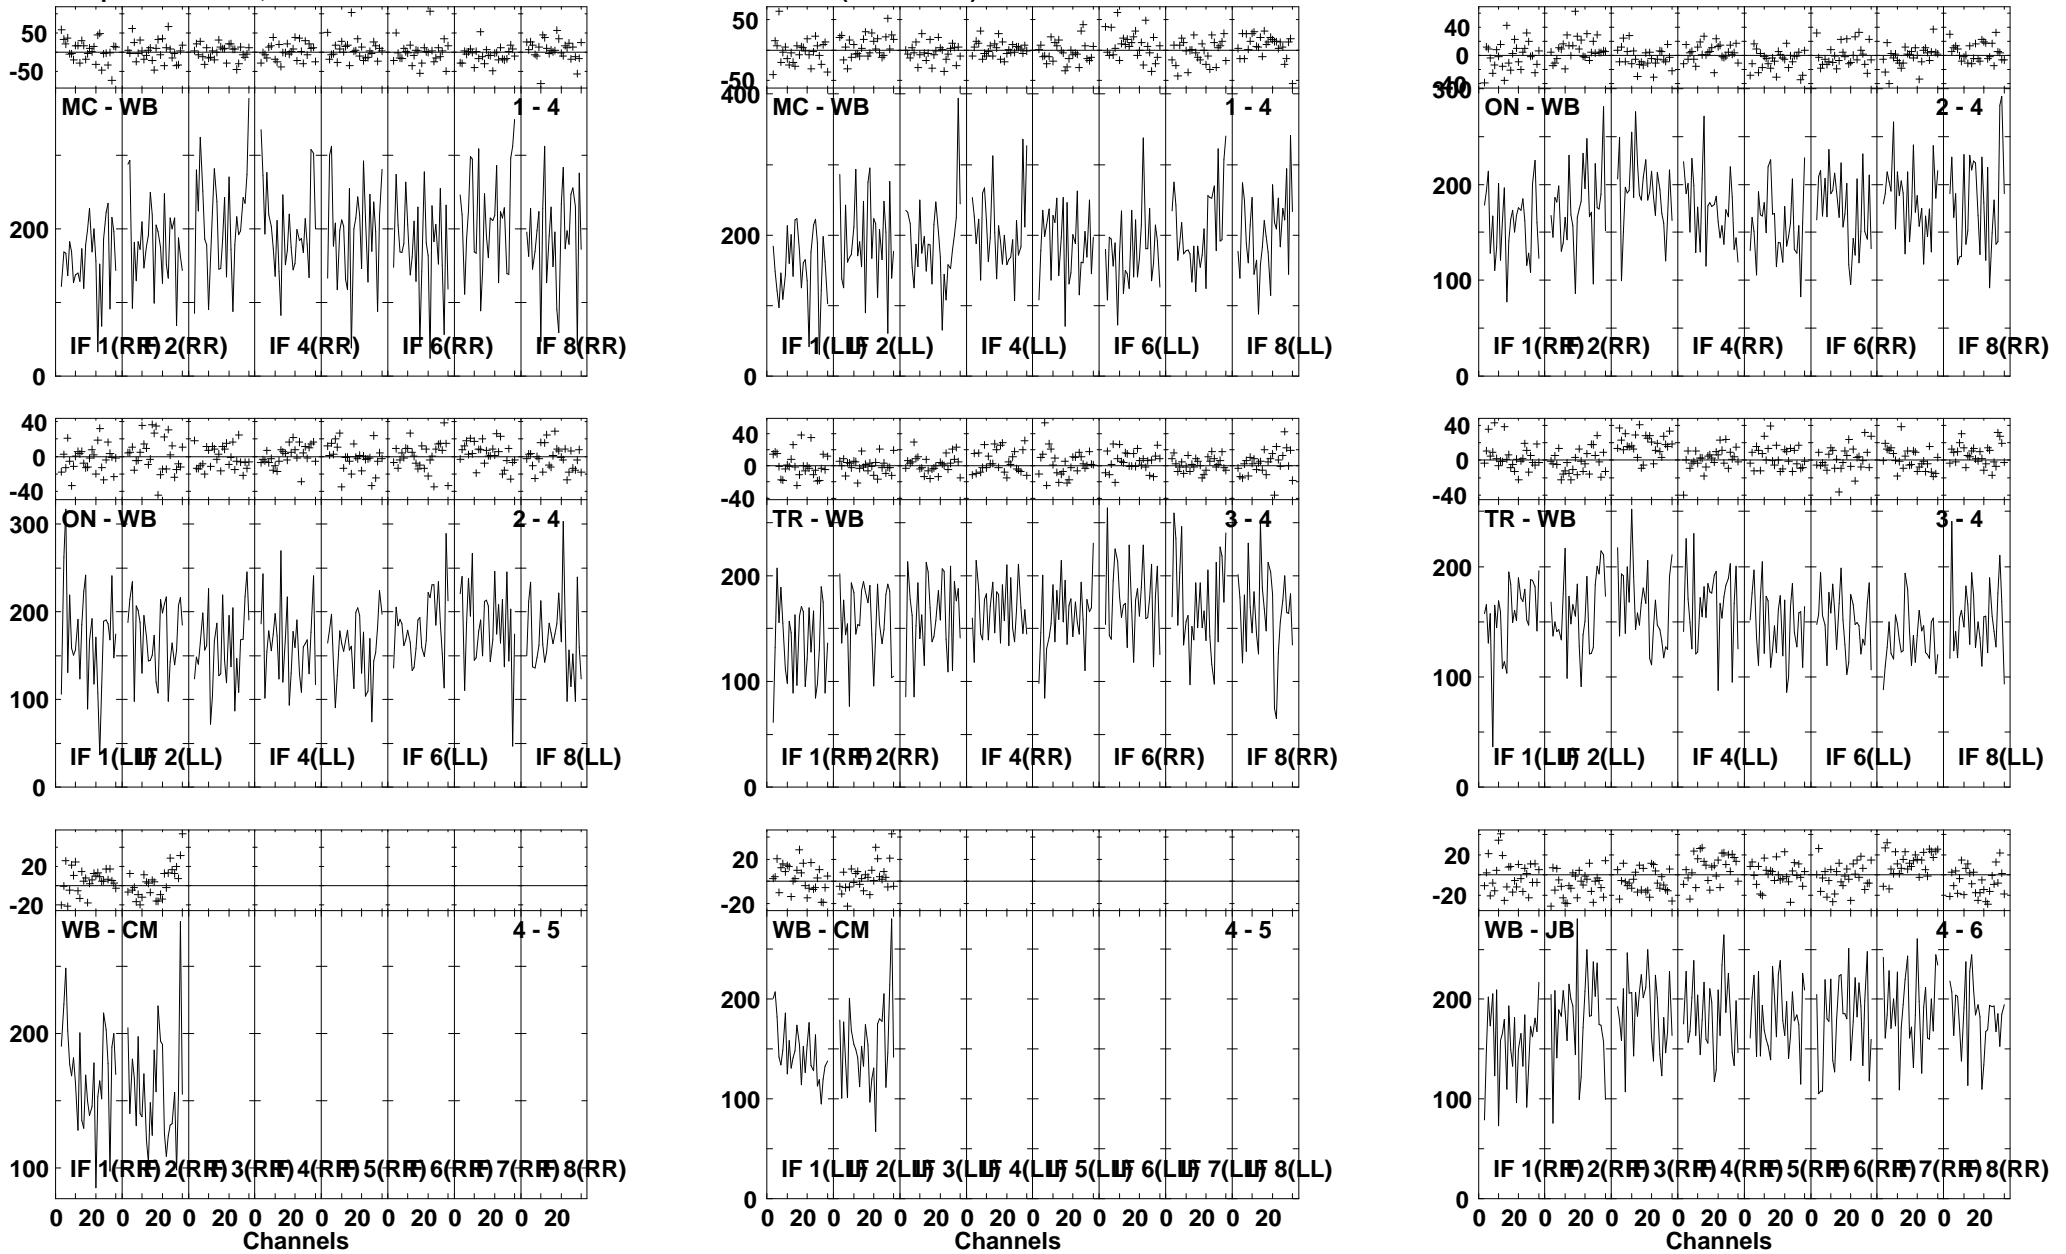 50 50 40
0 0 0
-50 -50 -40
MC - WB 1 - 4 400 MC - WB 1 - 4 300 ON - WB 2 - 4
200 200 200
100
IF 1(RR) IF 2(RR) IF 4(RR) IF 6(RR) IF 8(RR) IF 1(LL) IF 2(LL) IF 4(LL) IF 6(LL) IF 8(LL) IF 1(RR) IF 2(RR) IF 4(RR) IF 6(RR) IF 8(RR)
0 0 0
40 40 40
0 0 0
-40 -40 -40
300 ON - WB 2 - 4 TR - WB 3 - 4 TR - WB 3 - 4
200 200 200
100 100 100
IF 1(LL) IF 2(LL) IF 4(LL) IF 6(LL) IF 8(LL) IF 1(RR) IF 2(RR) IF 4(RR) IF 6(RR) IF 8(RR) IF 1(LL) IF 2(LL) IF 4(LL) IF 6(LL) IF 8(LL)
0 0 0
20 20 20
-20 -20 -20
WB - CM 4 - 5 WB - CM 4 - 5 WB - JB 4 - 6
200 200 200
100 100 100
IF 1(RR) IF 2(RR) IF 3(RR) IF 4(RR) IF 5(RR) IF 6(RR) IF 7(RR) IF 8(RR) IF 1(LL) IF 2(LL) IF 3(LL) IF 4(LL) IF 5(LL) IF 6(LL) IF 7(LL) IF 8(LL) IF 1(RR) IF 2(RR) IF 3(RR) IF 4(RR) IF 5(RR) IF 6(RR) IF 7(RR) IF 8(RR)
0 0
0 20 0 20 0 20 0 20 0 20 0 20 0 20 0 20 0 20 0 20 0 20 0 20 0 20 0 20 0 20 0 20 0 20 0 20 0 20 0 20 0 20 0 20 0 20 0 20
Channels Channels Channels